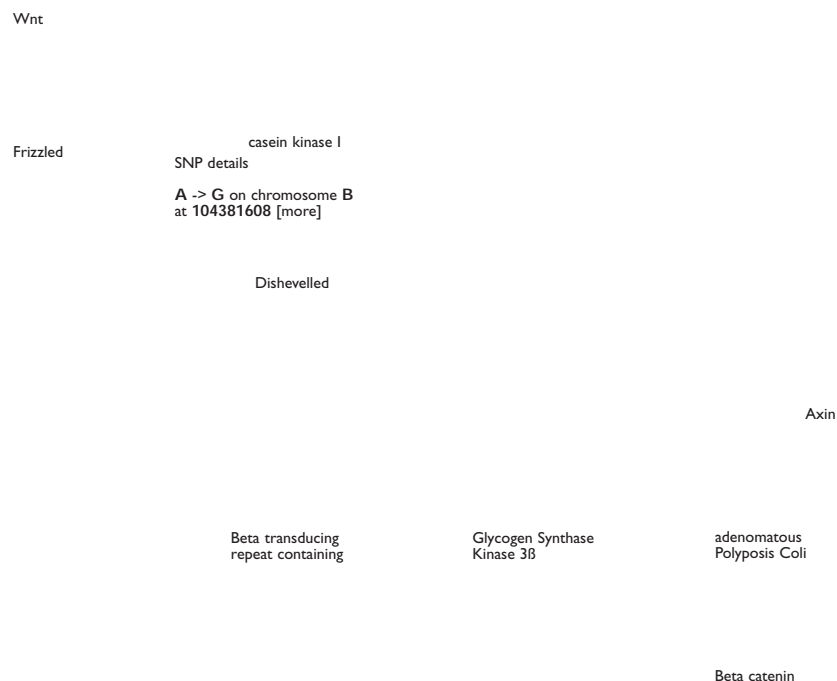 Wnt
casein kinase I
Frizzled
SNP details
A -> G on chromosome B
at 104381608 [more]
Dishevelled
Axin
Beta transducing
repeat containing
Glycogen Synthase
Kinase 3ß
adenomatous
Polyposis Coli
Beta catenin